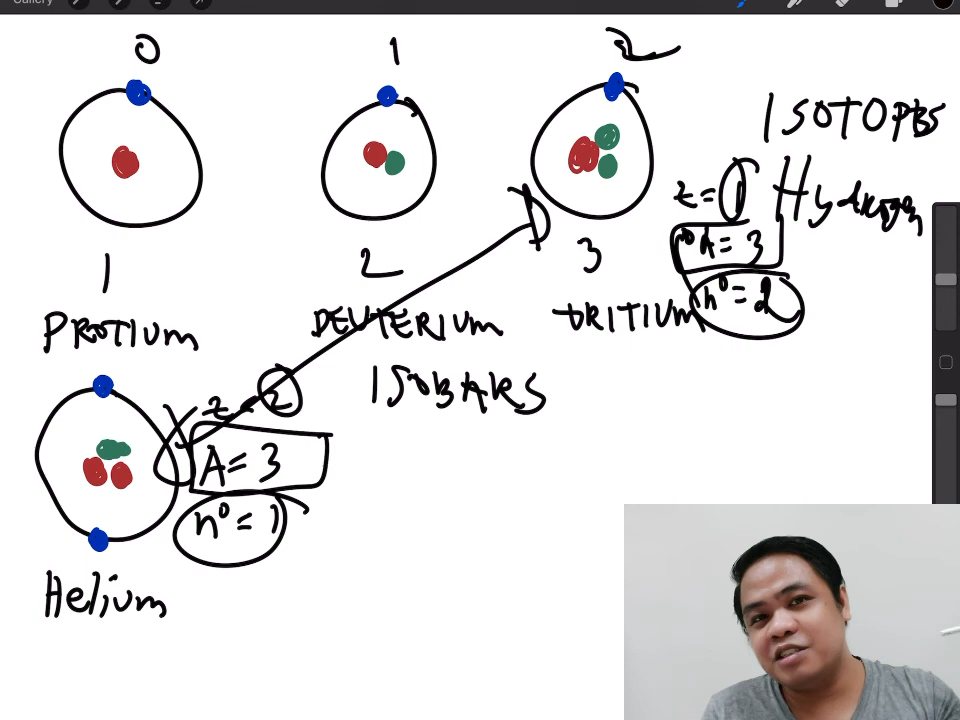 Gallery
0
1
2
ISOTOPES
Hydrogen
z = 1
A = 3
n° = 2
1
2
3
PROTIUM
DEUTERIUM
TRITIUM
ISOBARS
z = 2
A = 3
n° = 1
Helium